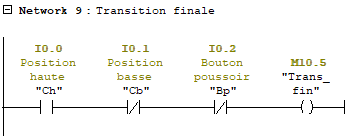 Network 9 : Transition finale
I0.0 I0.1 I0.2 M10.5
Position Position Bouton "Trans_
haute basse poussoir fin"
"Ch" "Cb" "Bp"